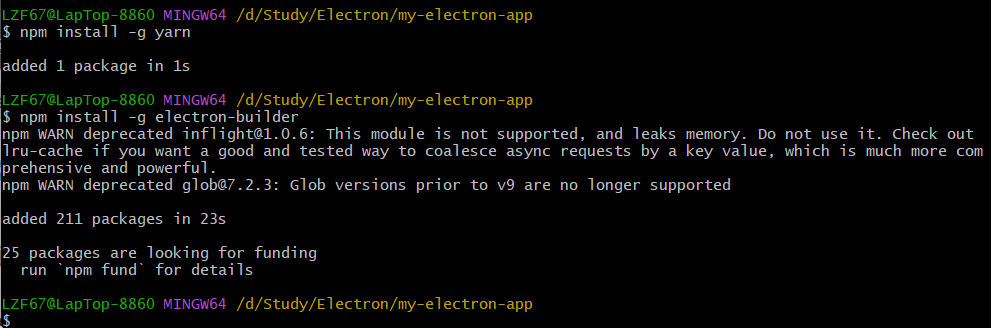 LZF67@LapTop-8860 MINGW64 /d/Study/Electron/my-electron-app
$ npm install -g yarn
added 1 package in 1s
LZF67@LapTop-8860 MINGW64 /d/Study/Electron/my-electron-app
$ npm install -g electron-builder
npm WARN deprecated inflight@1.0.6: This module is not supported, and leaks memory. Do not use it. Check out
lru-cache if you want a good and tested way to coalesce async requests by a key value, which is much more com
prehensive and powerful.
npm WARN deprecated glob@7.2.3: Glob versions prior to v9 are no longer supported
added 211 packages in 23s
25 packages are looking for funding
  run `npm fund` for details
LZF67@LapTop-8860 MINGW64 /d/Study/Electron/my-electron-app
$